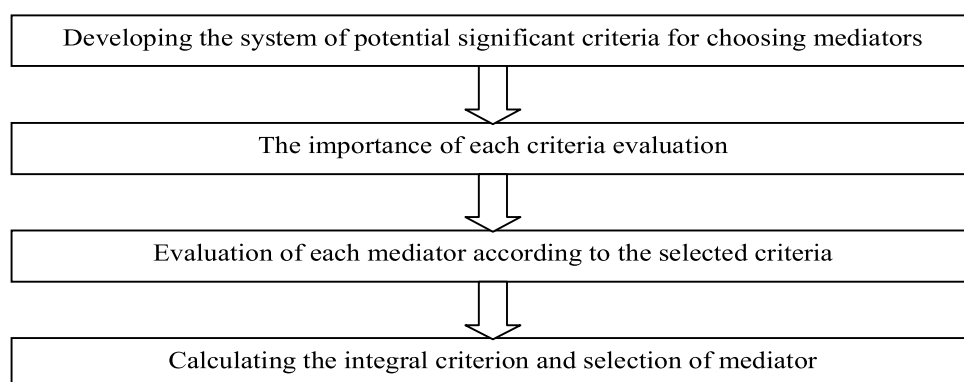 Developing the system of potential significant criteria for choosing mediators
The importance of each criteria evaluation
Evaluation of each mediator according to the selected criteria
Calculating the integral criterion and selection of mediator